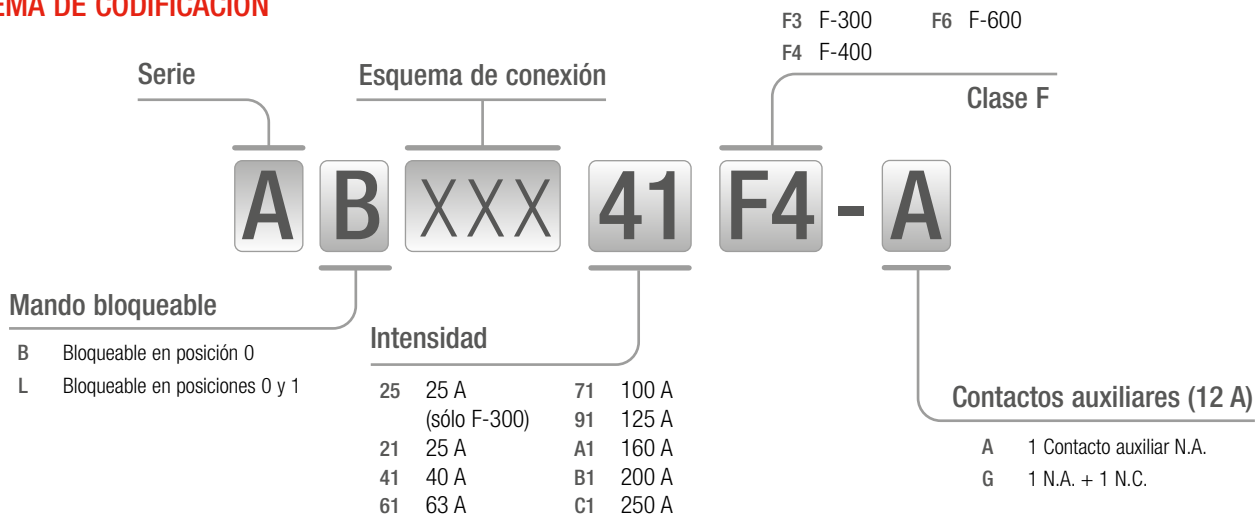 EMA DE CODIFICACIÓN
F3 F-300 F6 F-600
F4 F-400
Serie Esquema de conexión
Clase F
A B XXX 41 F4 - A
Mando bloqueable
B Bloqueable en posición 0
L Bloqueable en posiciones 0 y 1
Intensidad
25 25 A 71 100 A
(sólo F-300) 91 125 A
21 25 A A1 160 A
41 40 A B1 200 A
61 63 A C1 250 A
Contactos auxiliares (12 A)
A 1 Contacto auxiliar N.A.
G 1 N.A. + 1 N.C.